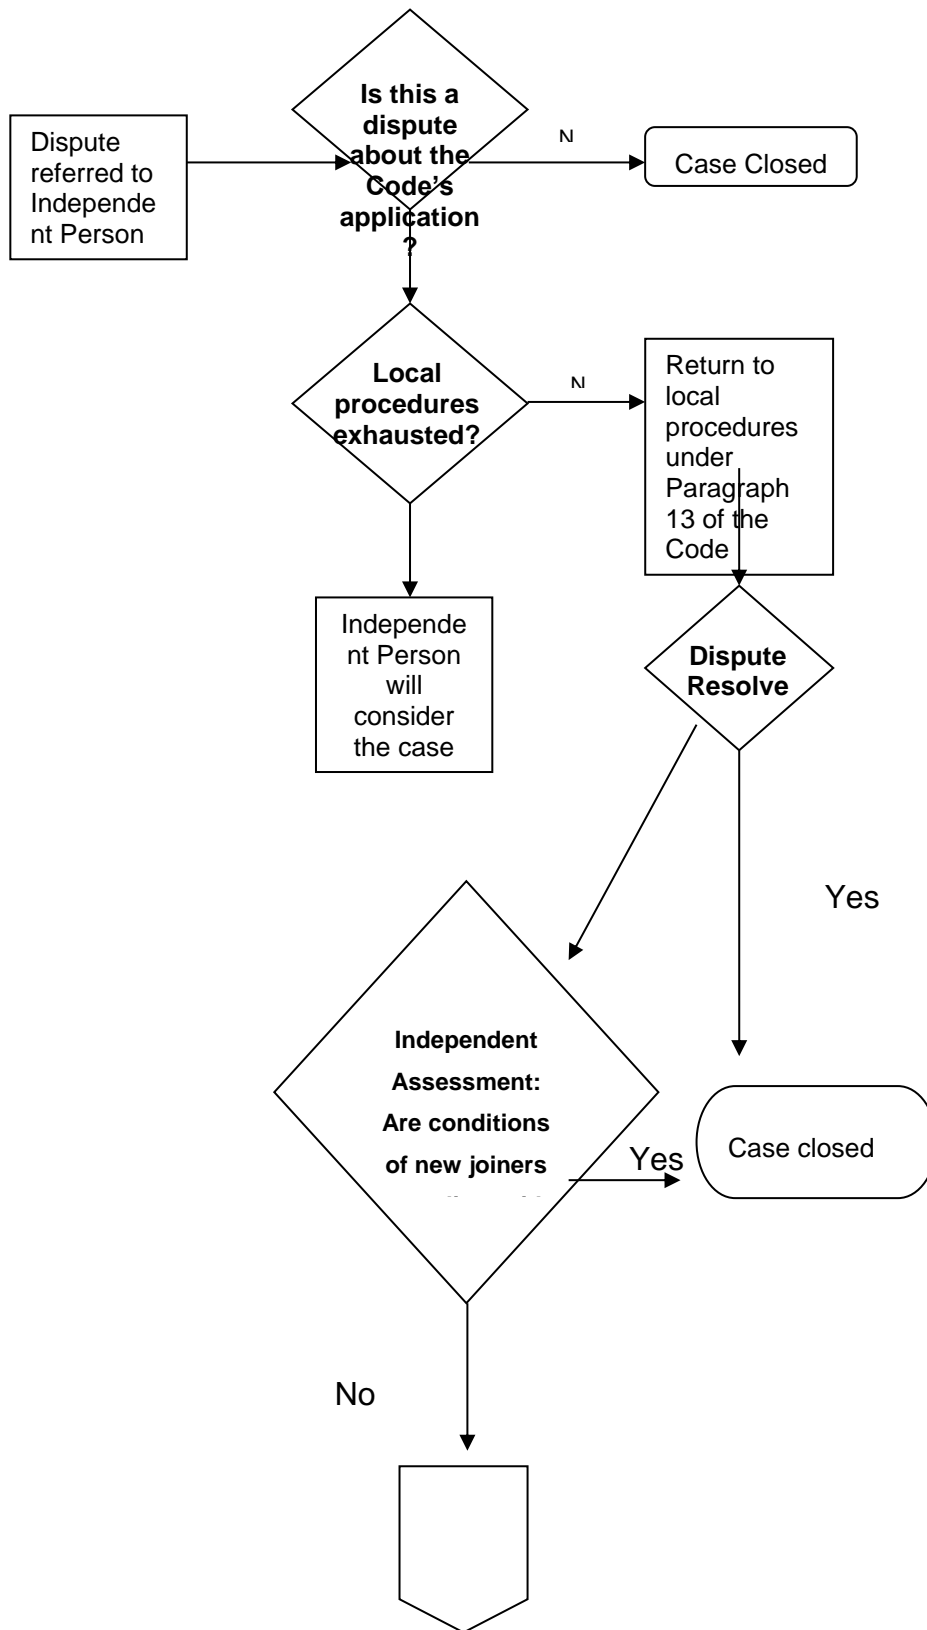 Is this a
dispute
about the
Code's
application
?
Dispute
referred to
Independe
nt Person
N
Case Closed
Local
procedures
exhausted?
N
Return to
local
procedures
under
Paragraph
13 of the
Code
Independe
nt Person
will
consider
the case
Dispute
Resolve
Yes
Independent
Assessment:
Are conditions
of new joiners
Yes
Case closed
No